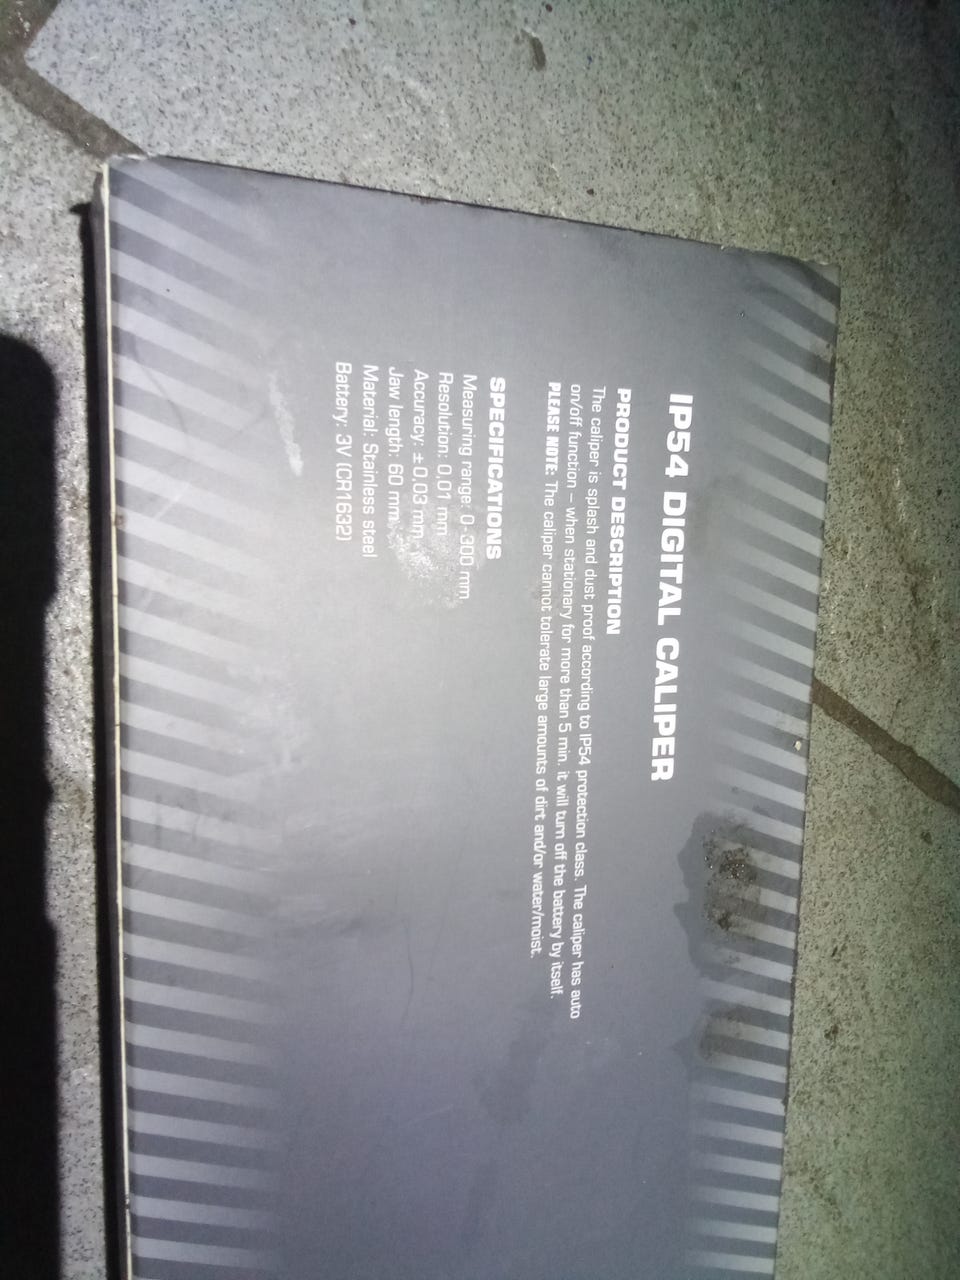 IP54 DIGITAL CALIPER
PRODUCT DESCRIPTION
The caliper is splash and dust proof according to IP54 protection class. The caliper has auto
on/off function – when stationary for more than 5 min. it will turn off the battery by itself.
PLEASE NOTE: The caliper cannot tolerate large amounts of dirt and/or water/moist.
SPECIFICATIONS
Measuring range: 0-300 mm
Resolution: 0,01 mm
Accuracy: ± 0,03 mm
Jaw length: 60 mm
Material: Stainless steel
Battery: 3V (CR1632)